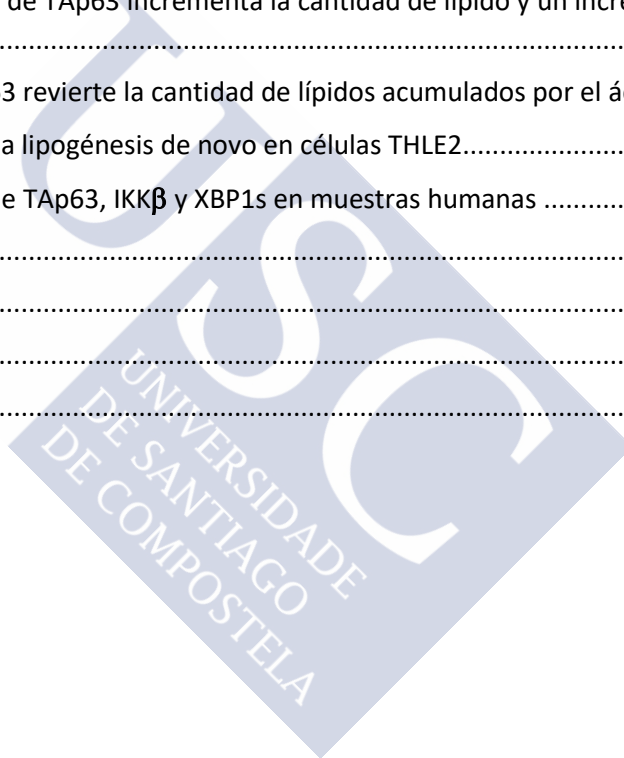 de TAp63 incrementa la cantidad de lípido y un incre
................................................................................
3 revierte la cantidad de lípidos acumulados por el á
a lipogénesis de novo en células THLE2......................
e TAp63, IKKβ y XBP1s en muestras humanas ...........
................................................................................
................................................................................
................................................................................
................................................................................
USC
UNIVERSIDADE
DE SANTIAGO
DE COMPOSTELA